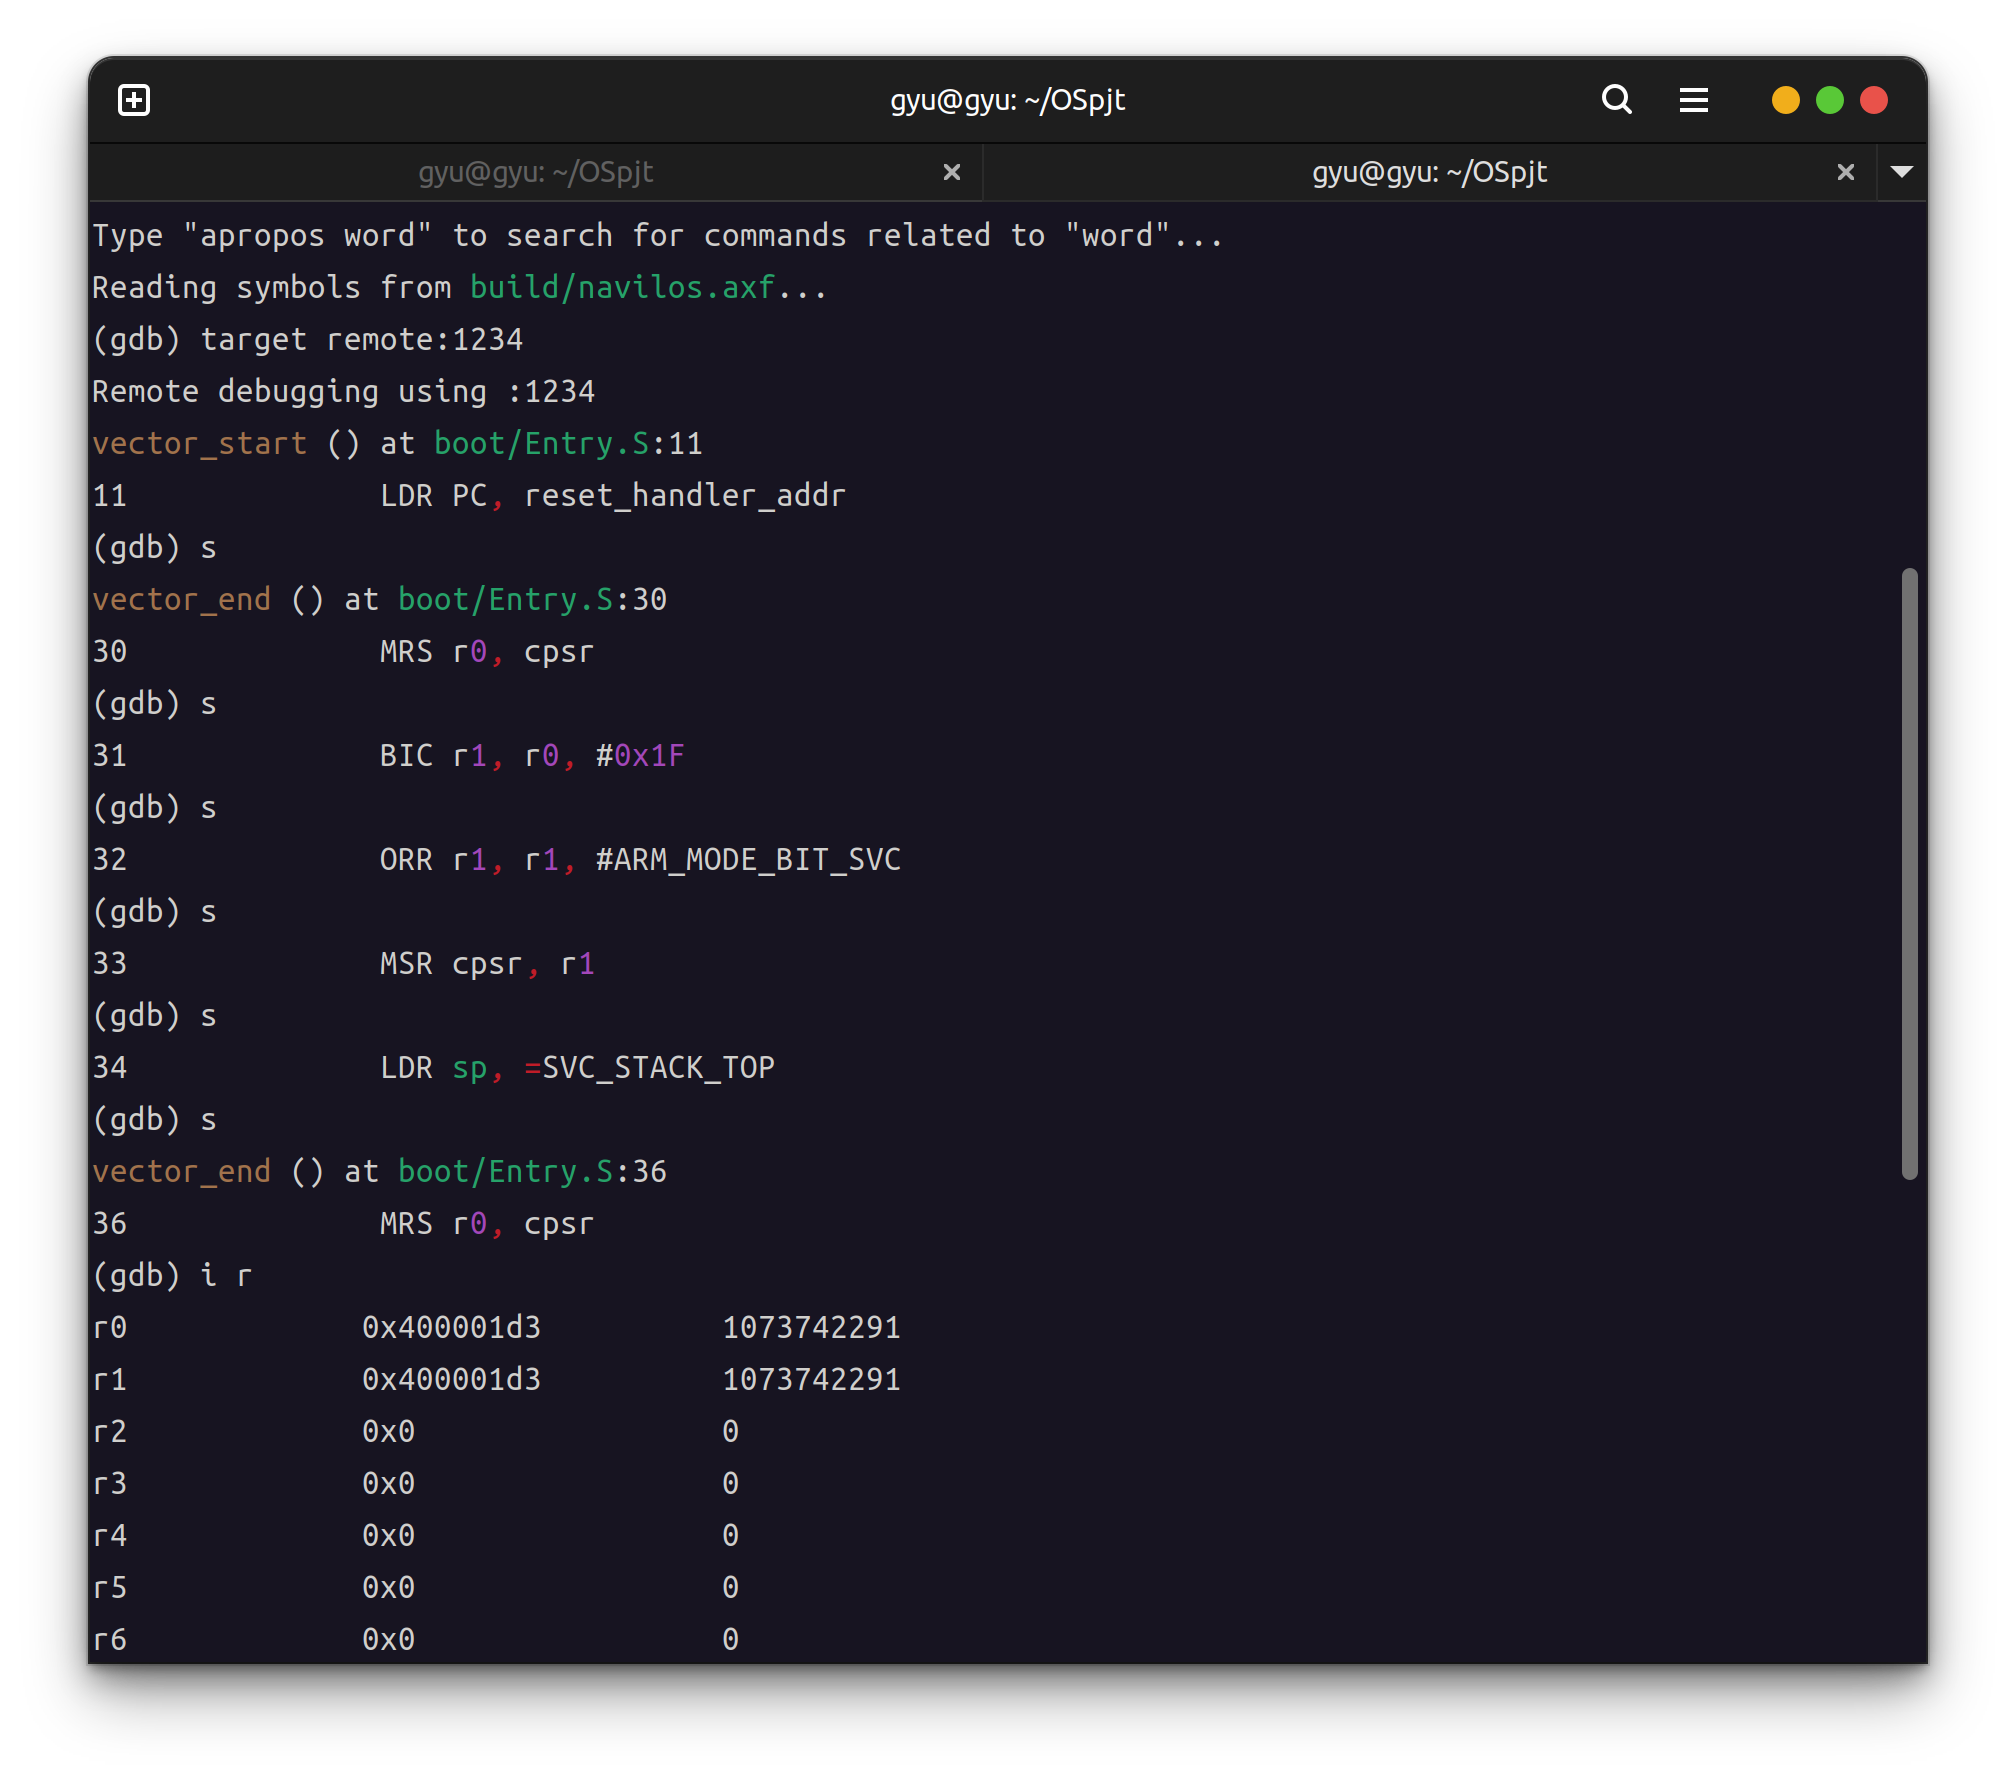 gyu@gyu: ~/OSpjt
gyu@gyu: ~/OSpjt
gyu@gyu: ~/OSpjt
Type "apropos word" to search for commands related to "word"...
Reading symbols from build/navilos.axf...
(gdb) target remote:1234
Remote debugging using :1234
vector_start () at boot/Entry.S:11
11 LDR PC, reset_handler_addr
(gdb) s
vector_end () at boot/Entry.S:30
30 MRS r0, cpsr
(gdb) s
31 BIC r1, r0, #0x1F
(gdb) s
32 ORR r1, r1, #ARM_MODE_BIT_SVC
(gdb) s
33 MSR cpsr, r1
(gdb) s
34 LDR sp, =SVC_STACK_TOP
(gdb) s
vector_end () at boot/Entry.S:36
36 MRS r0, cpsr
(gdb) i r
r0 0x400001d3 1073742291
r1 0x400001d3 1073742291
r2 0x0 0
r3 0x0 0
r4 0x0 0
r5 0x0 0
r6 0x0 0